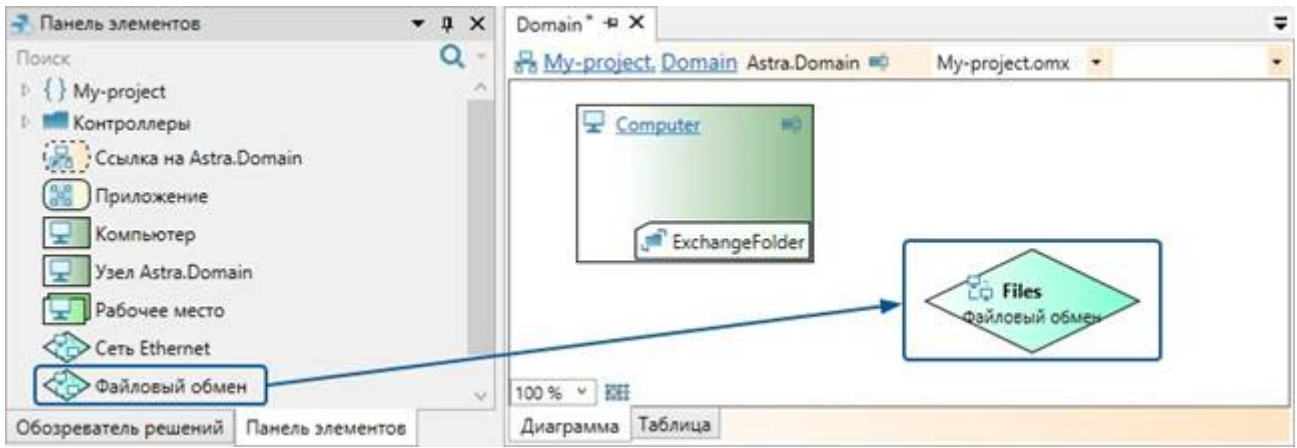 Панель элементов
Поиск
{ } My-project
Контроллеры
Ссылка на Astra.Domain
Приложение
Компьютер
Узел Astra.Domain
Рабочее место
Сеть Ethernet
Файловый обмен
Обозреватель решений Панель элементов
Domain*
My-project. Domain Astra.Domain My-project.omx
Computer
ExchangeFolder
Files
Файловый обмен
100 %
Диаграмма Таблица